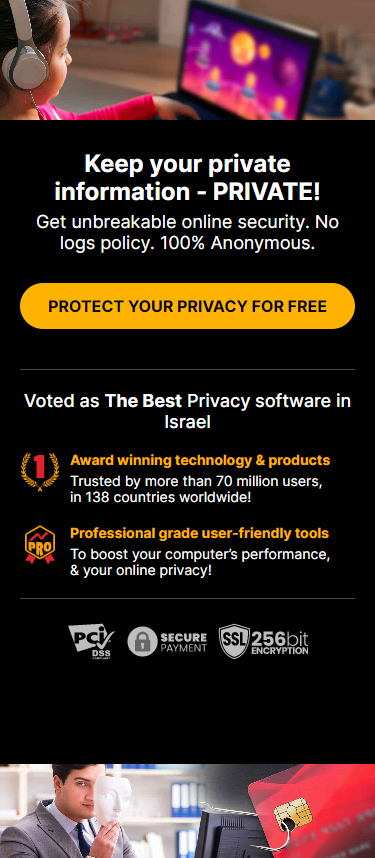 Keep your private
information - PRIVATE!
Get unbreakable online security. No
logs policy. 100% Anonymous.
PROTECT YOUR PRIVACY FOR FREE
Voted as The Best Privacy software in
Israel
1
Award winning technology & products
Trusted by more than 70 million users,
in 138 countries worldwide!
PRO
Professional grade user-friendly tools
To boost your computer's performance,
& your online privacy!
PCI
DSS
SECURE
PAYMENT
SSL
256bit
ENCRYPTION